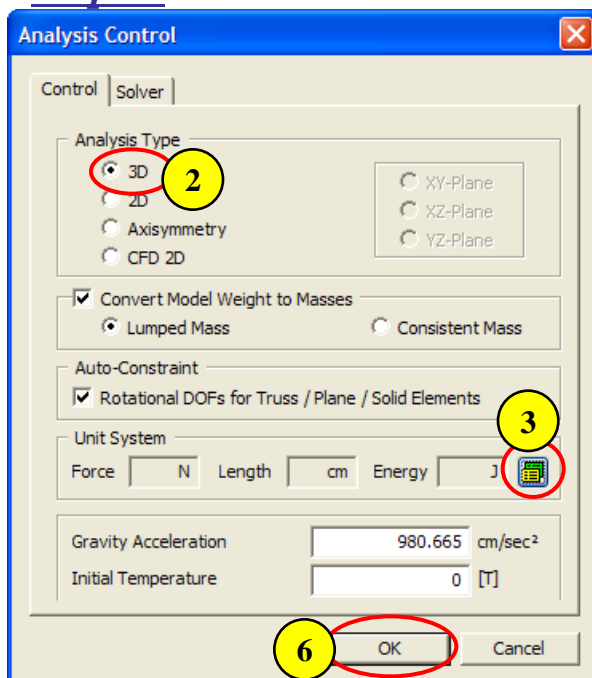 Analysis Control
Control Solver
Analysis Type
3D 2
2D
Axisymmetry
CFD 2D
XY-Plane
XZ-Plane
YZ-Plane
Convert Model Weight to Masses
Lumped Mass Consistent Mass
Auto-Constraint
Rotational DOFs for Truss / Plane / Solid Elements
3
Unit System
Force N Length cm Energy J
Gravity Acceleration 980.665 cm/sec²
Initial Temperature 0 [T]
6 OK Cancel